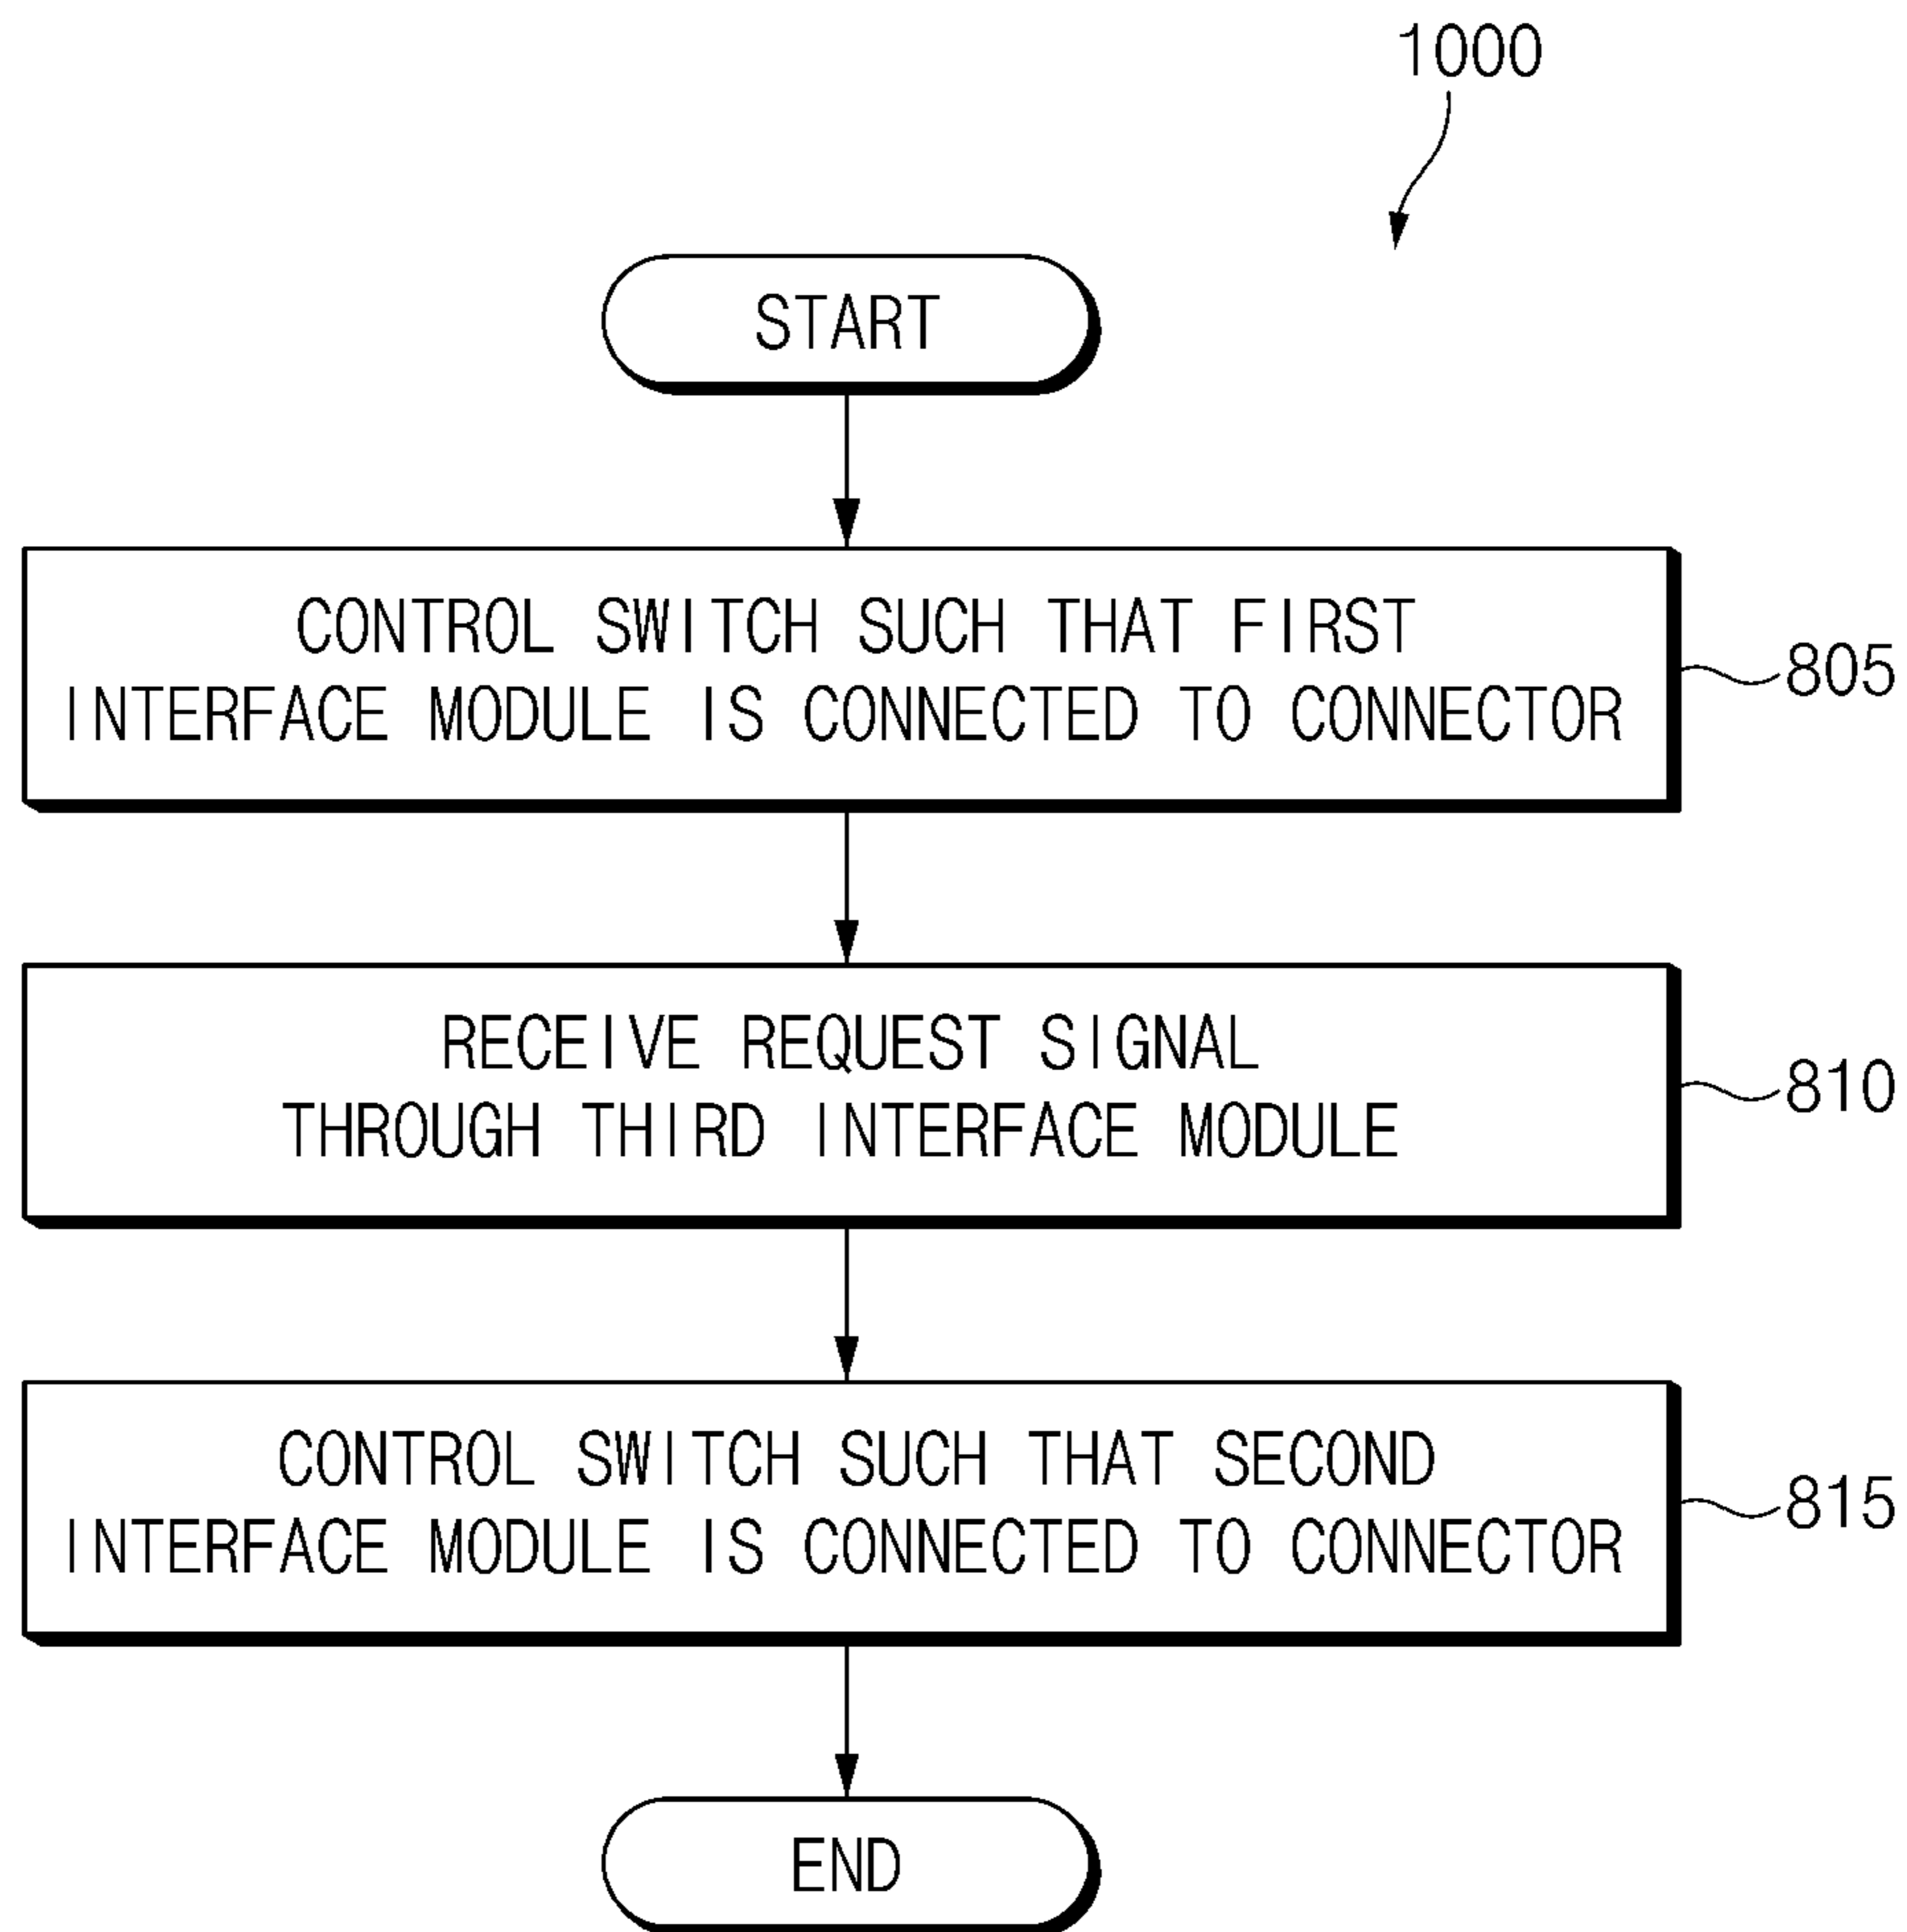 1000
START
CONTROL SWITCH SUCH THAT FIRST
INTERFACE MODULE IS CONNECTED TO CONNECTOR
805
RECEIVE REQUEST SIGNAL
THROUGH THIRD INTERFACE MODULE
810
CONTROL SWITCH SUCH THAT SECOND
INTERFACE MODULE IS CONNECTED TO CONNECTOR
815
END